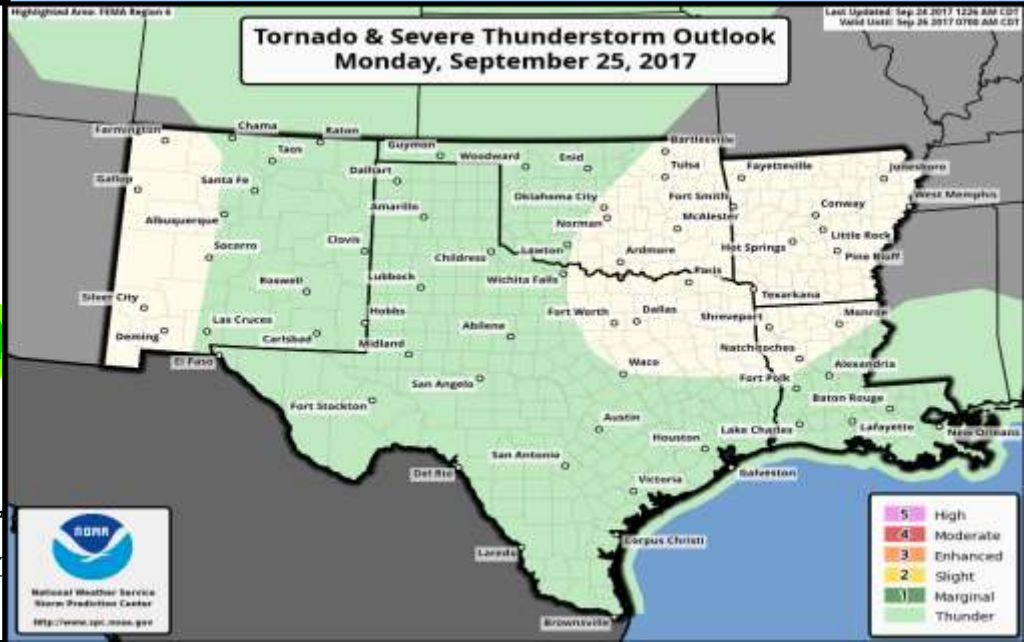 Highlighted Area: FEMA Region 6
Last Updated: Sep 24 2017 1226 AM CDT
Valid Until: Sep 26 2017 0700 AM CDT
Tornado & Severe Thunderstorm Outlook
Monday, September 25, 2017
Farmington
Chama
Raton
Guymon
Woodward
Enid
Bartlesville
Taos
Dalhart
Tulsa
Fayetteville
Jonesboro
Gallup
Santa Fe
Oklahoma City
Fort Smith
West Memphis
Amarillo
Conway
Albuquerque
Norman
McAlester
Little Rock
Socorro
Clovis
Childress
Lawton
Ardmore
Hot Springs
Pine Bluff
Roswell
Lubbock
Wichita Falls
Paris
Texarkana
Silver City
Hobbs
Fort Worth
Dallas
Shreveport
Monroe
Las Cruces
Abilene
Deming
Carlsbad
Midland
Natchitoches
El Paso
Waco
Alexandria
San Angelo
Fort Polk
Fort Stockton
Baton Rouge
Austin
Lake Charles
Lafayette
New Orleans
Houston
San Antonio
Del Rio
Galveston
Victoria
Corpus Christi
Laredo
Brownsville
NOAA
National Weather Service
Storm Prediction Center
http://www.spc.noaa.gov
5 High
4 Moderate
3 Enhanced
2 Slight
1 Marginal
Thunder